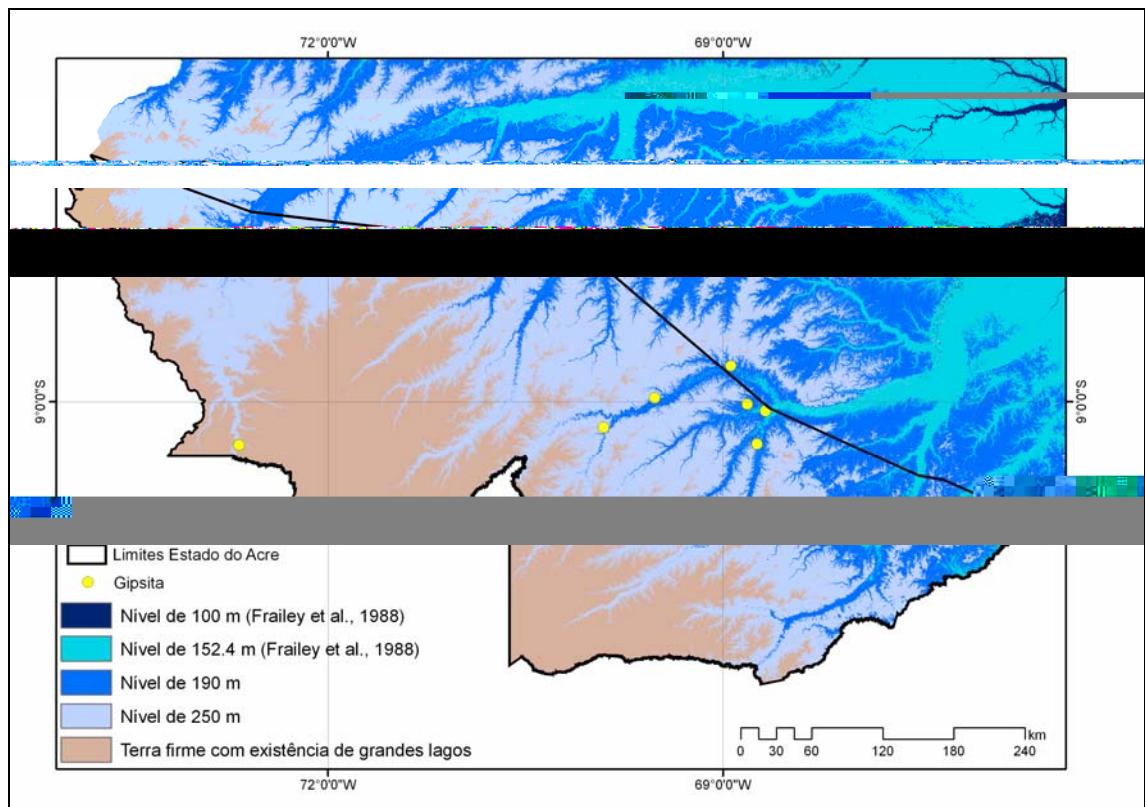 72°0'0"W
69°0'0"W
9°0'0"S
9°0'0"S
Limites Estado do Acre
Gipsita
Nível de 100 m (Frailey et al., 1988)
Nível de 152.4 m (Frailey et al., 1988)
Nível de 190 m
Nível de 250 m
Terra firme com existência de grandes lagos
km
0 30 60 120 180 240
72°0'0"W
69°0'0"W